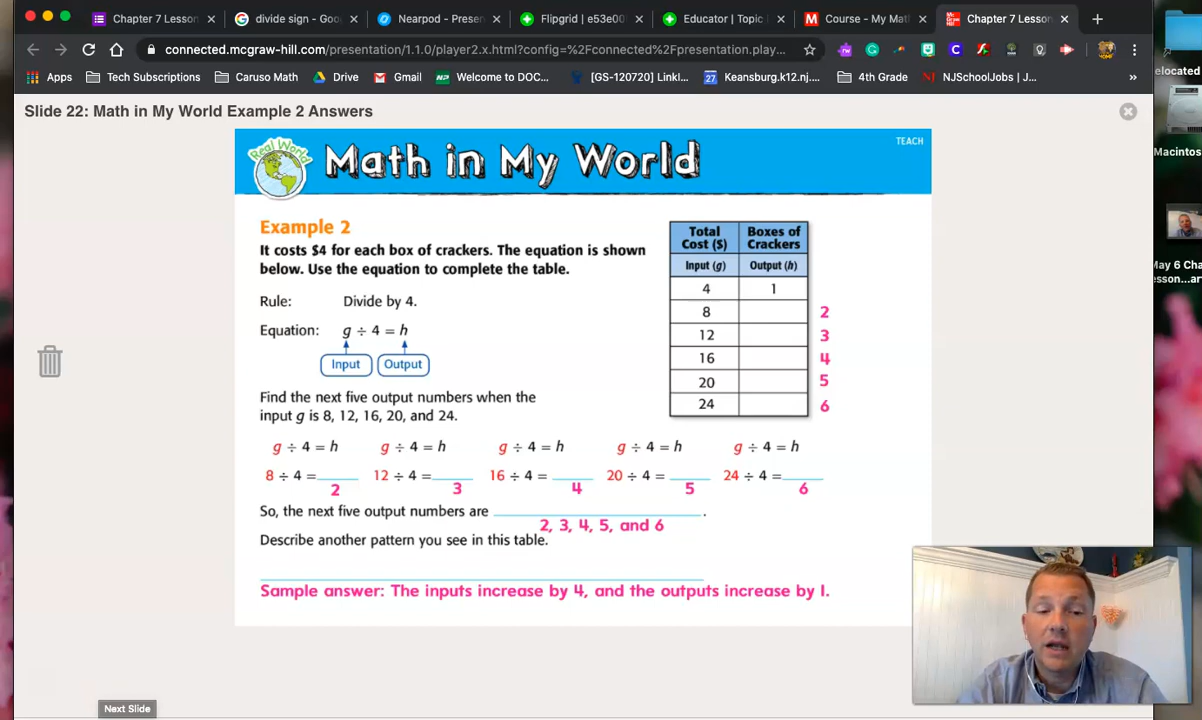 Chapter 7 Lesson
divide sign - Goo
Nearpod - Presen
Flipgrid | e53e00
Educator | Topic
Course - My Math
Chapter 7 Lesson
connected.mcgraw-hill.com/presentation/1.1.0/player2.x.html?config=%2Fconnected%2Fpresentation.play...
Apps
Tech Subscriptions
Caruso Math
Drive
Gmail
Welcome to DOC...
[GS-120720] LinkI...
Keansburg.k12.nj....
4th Grade
NJSchoolJobs | J...
»
elocated
Macintos
May 6 Cha
esson...ar
Slide 22: Math in My World Example 2 Answers
Real World
Math in My World
TEACH
Example 2
It costs $4 for each box of crackers. The equation is shown
below. Use the equation to complete the table.
Rule: Divide by 4.
Equation: g ÷ 4 = h
Input Output
Find the next five output numbers when the
input g is 8, 12, 16, 20, and 24.
Total Cost ($) Boxes of Crackers
Input (g) Output (h)
4 1
8 2
12 3
16 4
20 5
24 6
g ÷ 4 = h g ÷ 4 = h g ÷ 4 = h g ÷ 4 = h g ÷ 4 = h
8 ÷ 4 = 12 ÷ 4 = 16 ÷ 4 = 20 ÷ 4 = 24 ÷ 4 =
2 3 4 5 6
So, the next five output numbers are .
2, 3, 4, 5, and 6
Describe another pattern you see in this table.
Sample answer: The inputs increase by 4, and the outputs increase by 1.
Next Slide